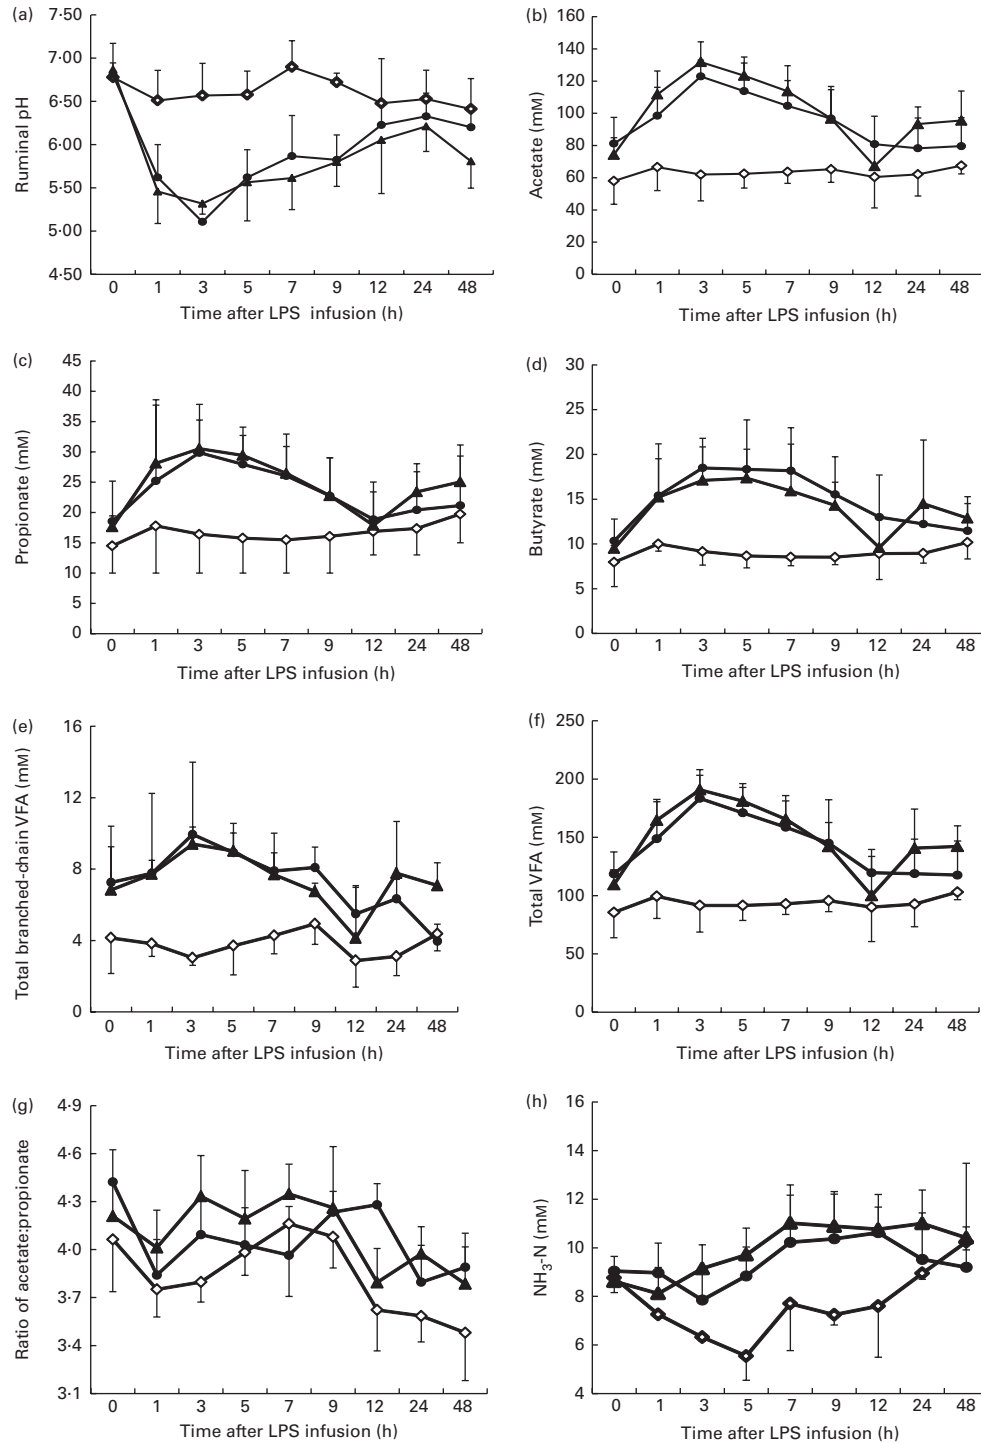 (a)
7·50
7·00
6·50
6·00
5·50
5·00
4·50
Ruminal pH
0 1 3 5 7 9 12 24 48
Time after LPS infusion (h)
(b)
160
140
120
100
80
60
40
20
0
Acetate (mM)
0 1 3 5 7 9 12 24 48
Time after LPS infusion (h)
(c)
45
40
35
30
25
20
15
10
5
0
Propionate (mM)
0 1 3 5 7 9 12 24 48
Time after LPS infusion (h)
(d)
30
25
20
15
10
5
0
Butyrate (mM)
0 1 3 5 7 9 12 24 48
Time after LPS infusion (h)
(e)
16
12
8
4
0
Total branched-chain VFA (mM)
0 1 3 5 7 9 12 24 48
Time after LPS infusion (h)
(f)
250
200
150
100
50
0
Total VFA (mM)
0 1 3 5 7 9 12 24 48
Time after LPS infusion (h)
(g)
4·9
4·6
4·3
4·0
3·7
3·4
3·1
Ratio of acetate:propionate
0 1 3 5 7 9 12 24 48
Time after LPS infusion (h)
(h)
16
14
12
10
8
6
4
NH₃-N (mM)
0 1 3 5 7 9 12 24 48
Time after LPS infusion (h)